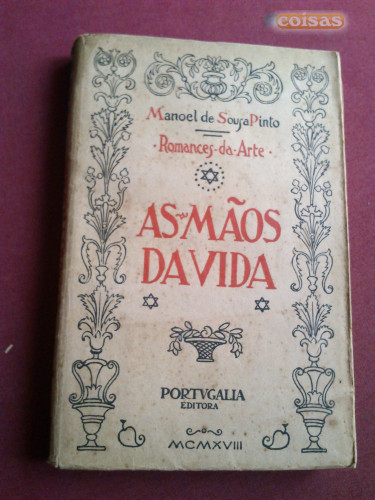 coisas
Manoel de Sousa Pinto
· Romances-da-Arte ·
AS MÃOS
DA VIDA
PORTVGALIA
EDITORA
MCMXVIII